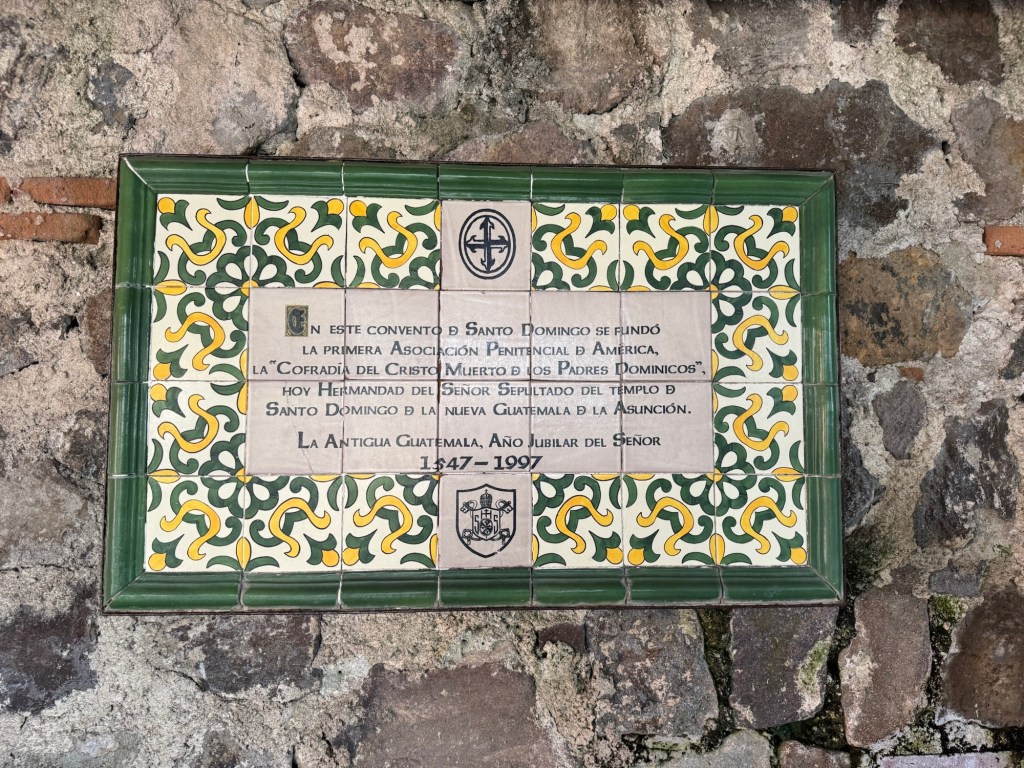 EN ESTE CONVENTO Đ SANTO DOMINGO SE FUNDÓ
LA PRIMERA ASOCIACIÓN PENITENCIAL Đ AMERICA,
LA "COFRADÍA DEL CRISTO MUERTO Đ LOS PADRES DOMINICOS",
HOY HERMANDAD DEL SEÑOR SEPULTADO DEL TEMPLO Đ
SANTO DOMINGO Đ LA NUEVA GUATEMALA Đ LA ASUNCIÓN.
LA ANTIGUA GUATEMALA, AÑO JUBILAR DEL SEÑOR
1547-1997